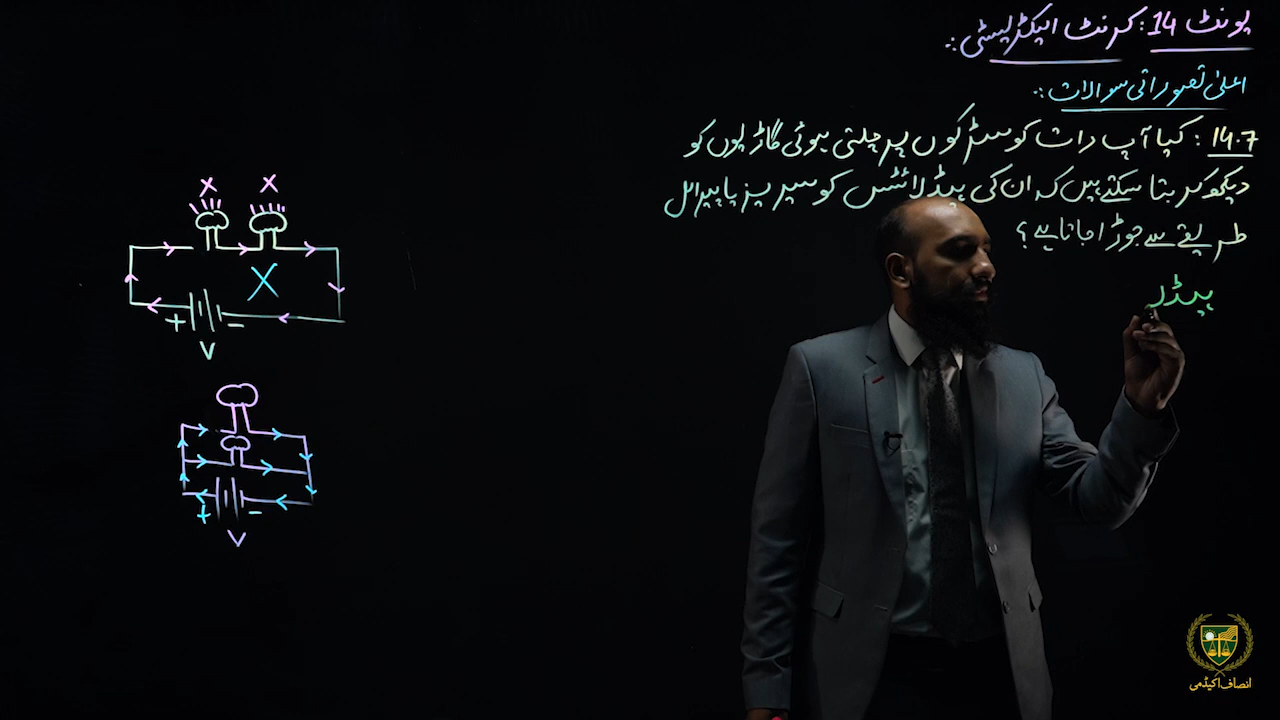 یونٹ 14: کرنٹ الیکٹریسٹی:
اعلیٰ تصوراتی سوالات:
14.7: کیا آپ رات کو سڑکوں پر چلتی ہوئی گاڑیوں کو
دیکھ کر بتا سکتے ہیں کہ ان کی ہیڈ لائٹس کو سیریز یا پیرالل
طریقے سے جوڑا جاتا ہے؟
ہیڈ ل
X X
X
+ -
V
+ -
V
انصاف اکیڈمی